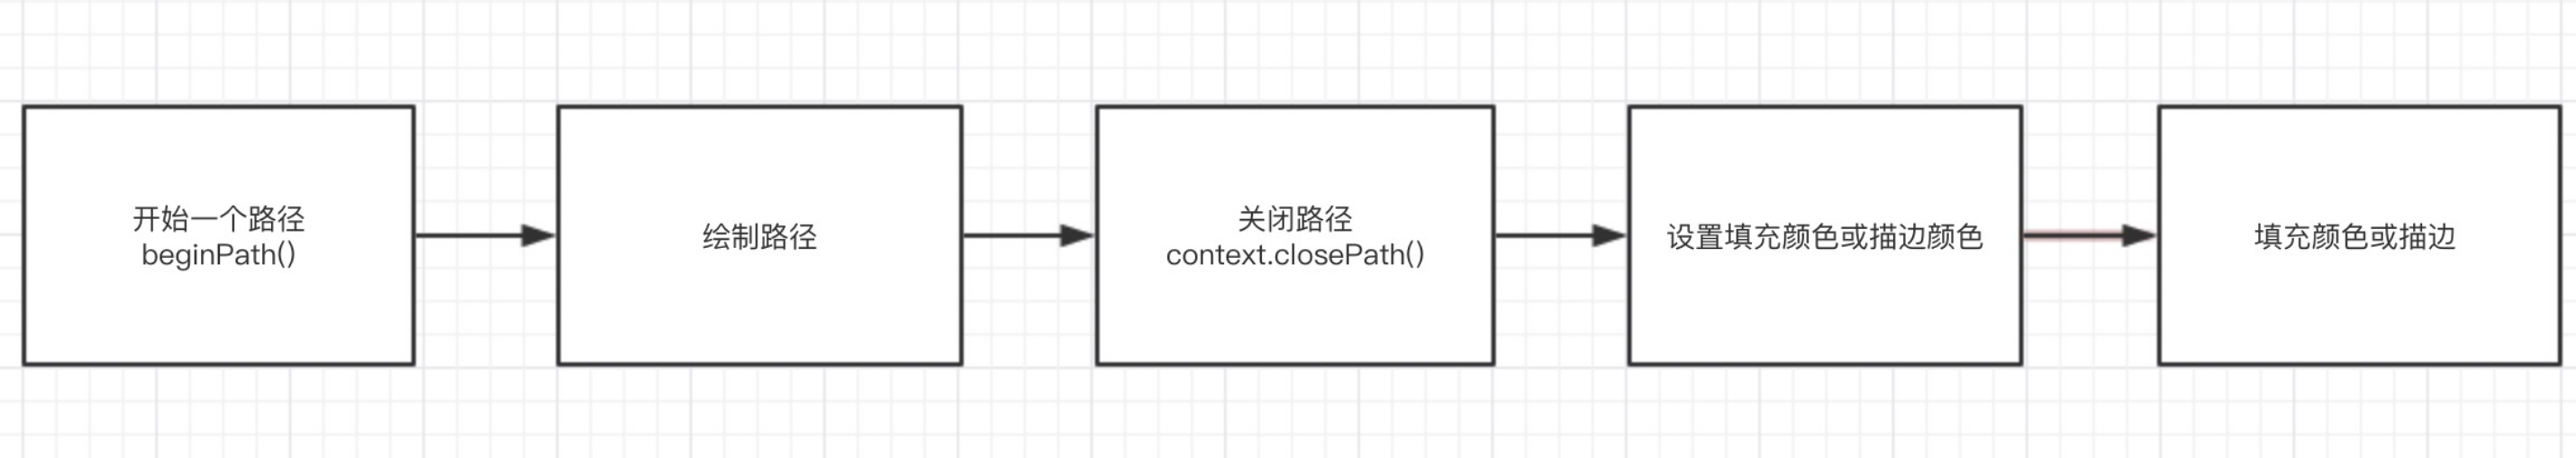 开始一个路径
beginPath()
绘制路径
关闭路径
context.closePath()
设置填充颜色或描边颜色
填充颜色或描边